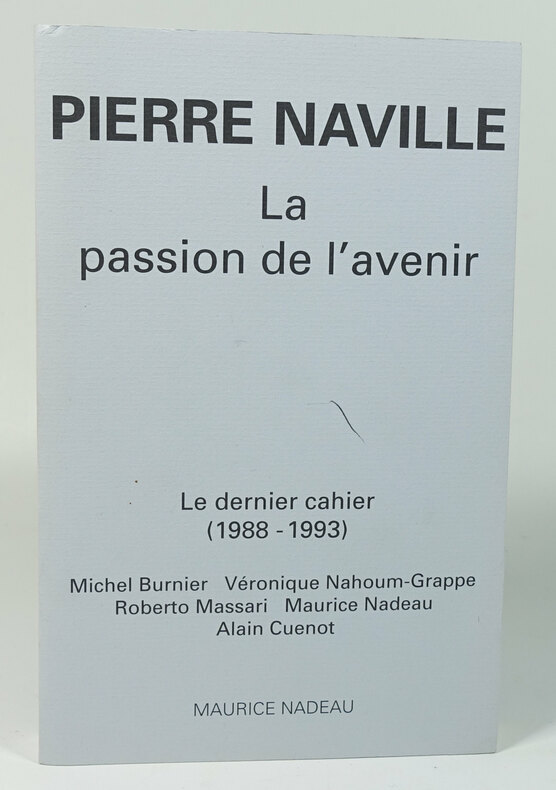 PIERRE NAVILLE
La
passion de l'avenir
Le dernier cahier
(1988 - 1993)
Michel Burnier Véronique Nahoum-Grappe
Roberto Massari Maurice Nadeau
Alain Cuenot
MAURICE NADEAU